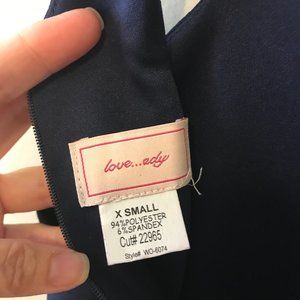 love...ady
X SMALL
94%POLYESTER
6%SPANDEX
Cut# 22965
Style# WO-6074